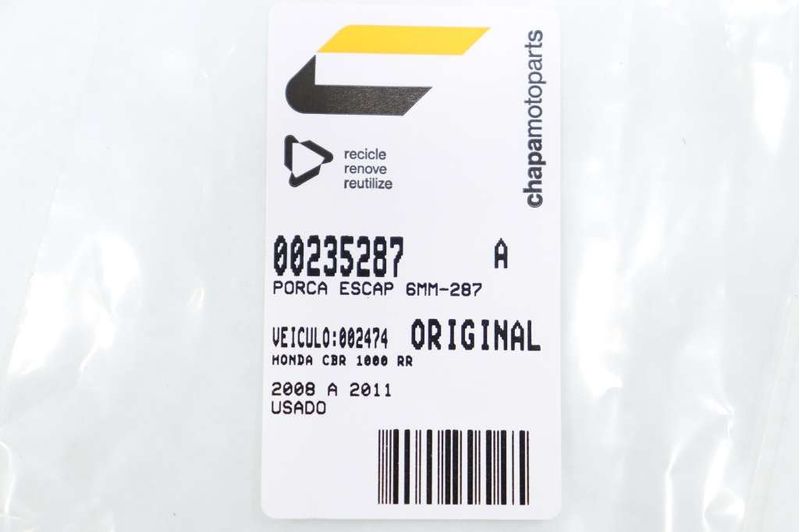 chapamotoparts
recicle
renove
reutilize
00235287 A
PORCA ESCAP 6MM-287
VEICULO:002474 ORIGINAL
HONDA CBR 1000 RR
2008 A 2011
USADO